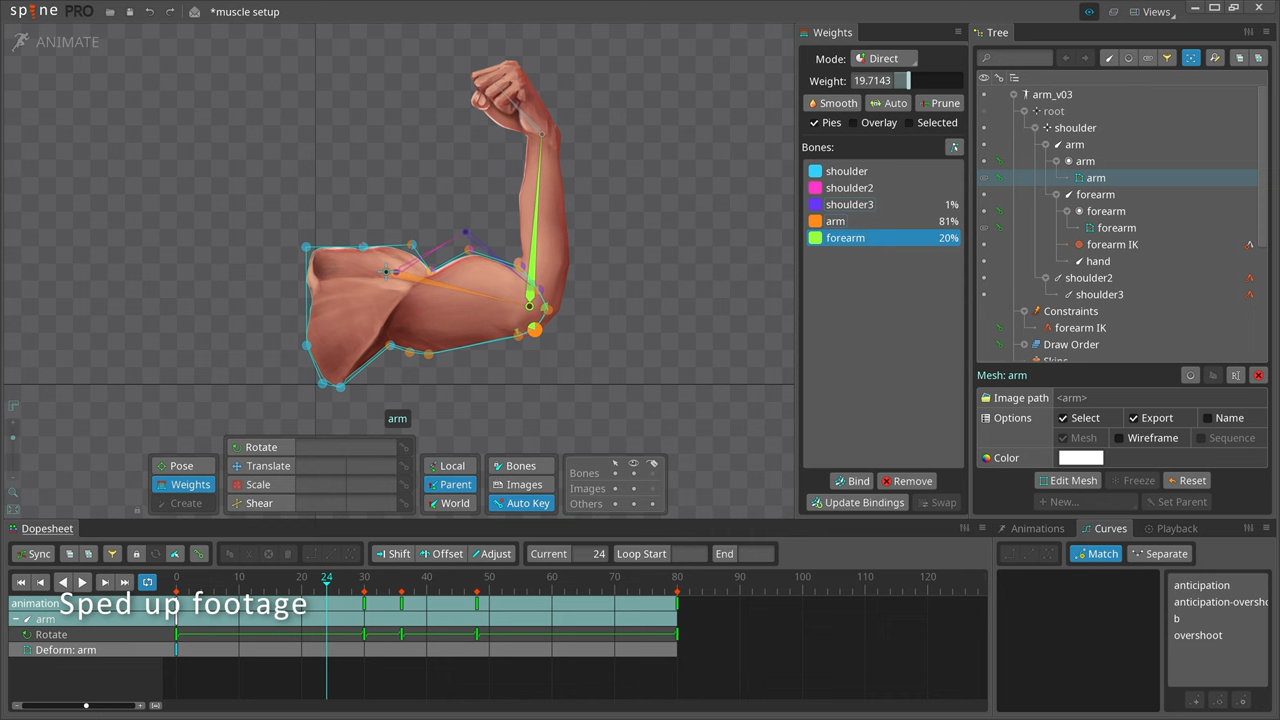 spine PRO
*muscle setup
Views
ANIMATE
Weights
Mode: Direct
Weight: 19.7143
Smooth Auto Prune
Pies Overlay Selected
Bones:
shoulder
shoulder2
shoulder3 1%
arm 81%
forearm 20%
Bind Remove
Update Bindings Swap
Tree
arm_v03
root
shoulder
arm
arm
arm
forearm
forearm
forearm
forearm IK
hand
shoulder2
shoulder3
Constraints
forearm IK
Draw Order
Skins
Mesh: arm
Image path <arm>
Options Select Export Name
Mesh Wireframe Sequence
Color
Edit Mesh Freeze Reset
+ New... Set Parent
arm
Pose
Weights
Create
Rotate
Translate
Scale
Shear
Local
Parent
World
Bones
Images
Auto Key
Bones
Images
Others
Dopesheet
Sync Shift Offset Adjust Current 24 Loop Start End
0 10 20 24 30 40 50 60 70 80 90 100 110 120
animation
Sped up footage
arm
Rotate
Deform: arm
Animations Curves Playback
Match Separate
anticipation
anticipation-oversho
b
overshoot